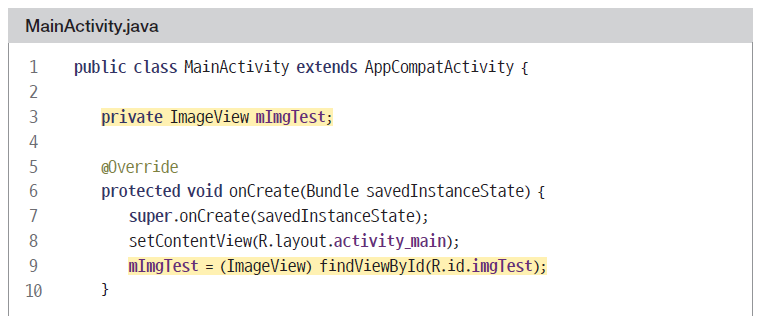 MainActivity.java
1 public class MainActivity extends AppCompatActivity {
2
3 private ImageView mImgTest;
4
5 @Override
6 protected void onCreate(Bundle savedInstanceState) {
7 super.onCreate(savedInstanceState);
8 setContentView(R.layout.activity_main);
9 mImgTest = (ImageView) findViewById(R.id.imgTest);
10 }